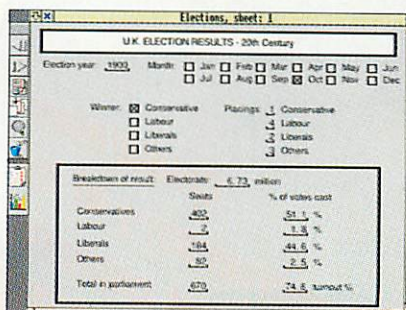 Elections, sheet: 1
U.K. ELECTION RESULTS - 20th Century
Election year: 1900 Month: Jan Feb Mar Apr May Jun
Jul Aug Sep Oct Nov Dec
Winner: Conservative Placings: 1 Conservative
Labour 4 Labour
Liberals 2 Liberals
Others 3 Others
Breakdown of result: Electorate: 6.73 million
Seats % of votes cast
Conservatives 402 51.1 %
Labour 2 1.8 %
Liberals 184 44.6 %
Others 82 2.5 %
Total in parliament 670 74.6 turnout %